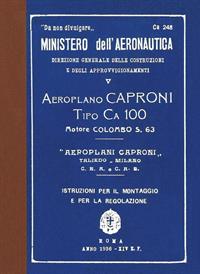 "Da non divulgare„ Ca 248
MINISTERO dell'AERONAUTICA
DIREZIONE GENERALE DELLE COSTRUZIONI
E DEGLI APPROVVIGIONAMENTI
AEROPLANO CAPRONI
TIPO CA 100
Motore COLOMBO S. 63
"AEROPLANI CAPRONI„
TALIEDO - MILANO
C. N. A. e C. A. B.
ISTRUZIONI PER IL MONTAGGIO
E PER LA REGOLAZIONE
ROMA
ANNO 1936 - XIV E. F.